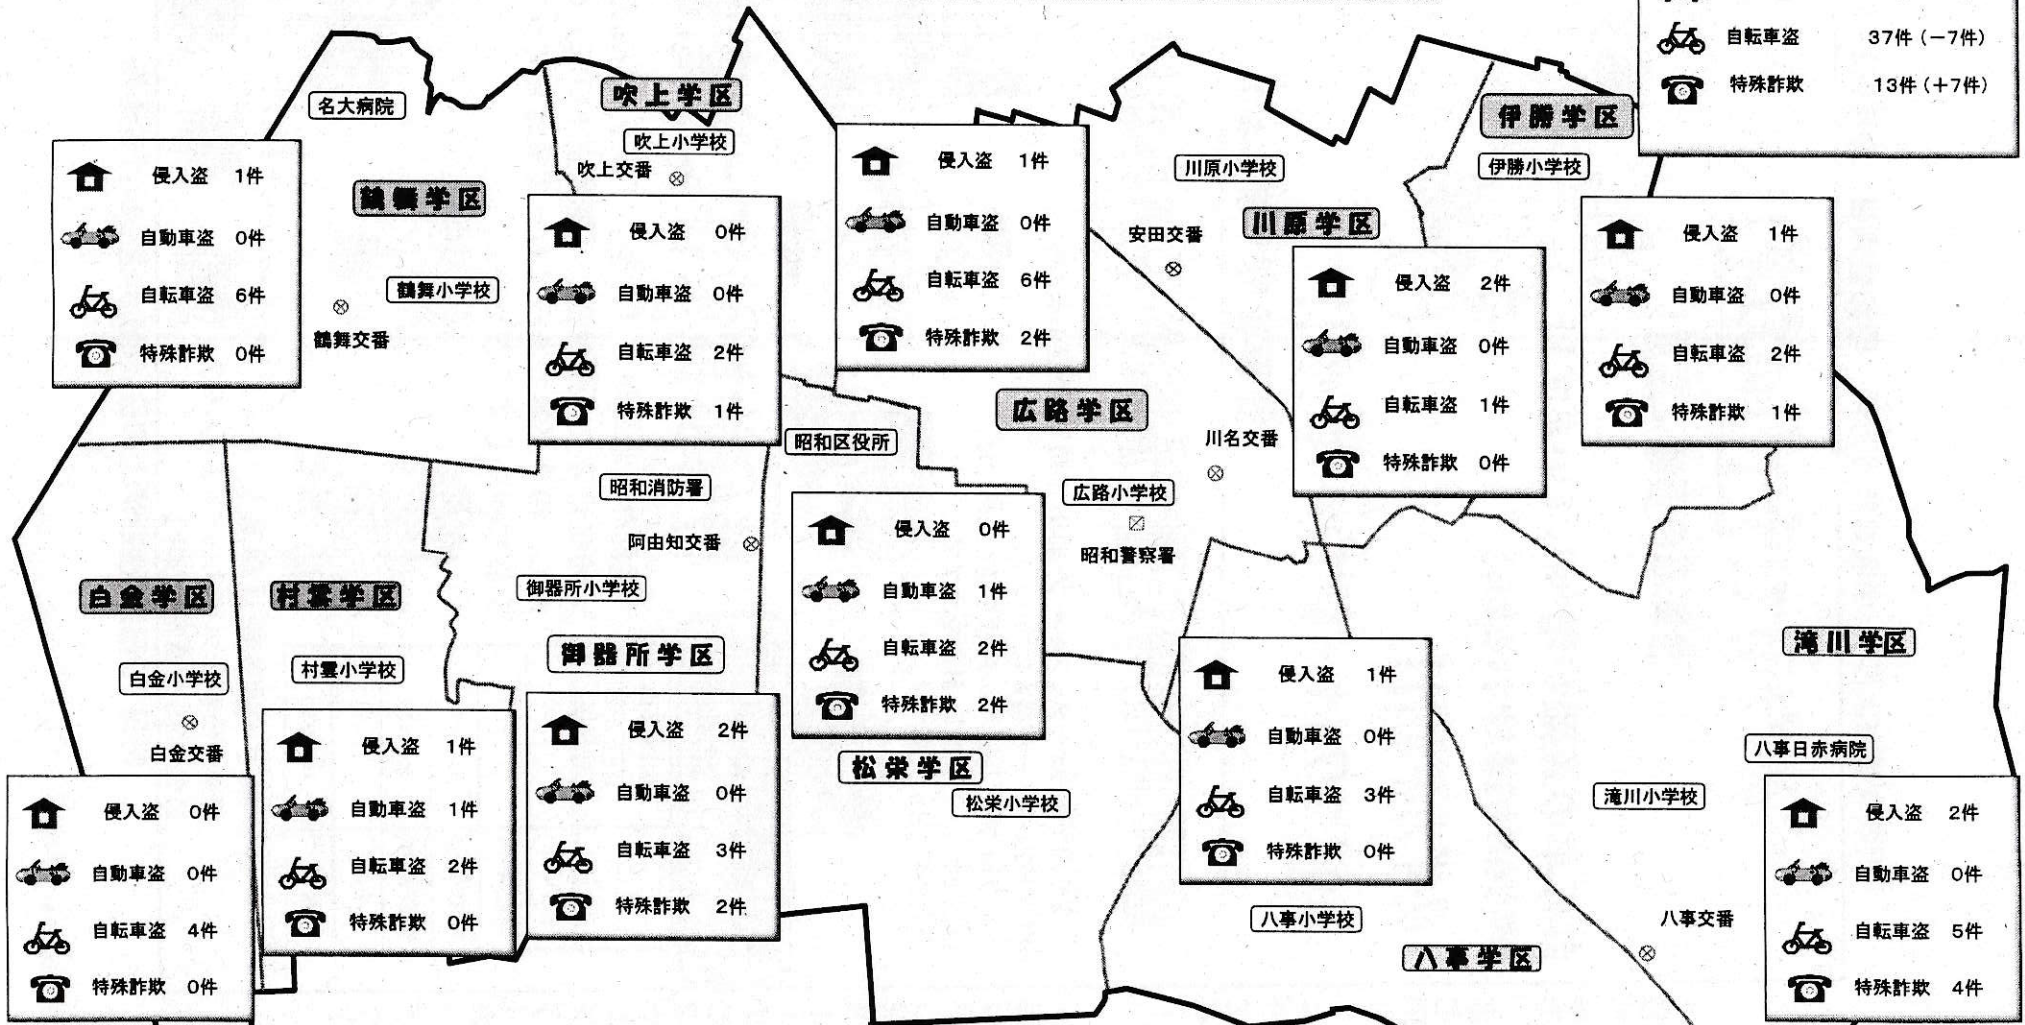 自転車盗 37件(-7件)
特殊詐欺 13件(+7件)
名大病院
吹上学区
吹上小学校
吹上交番
伊勝学区
伊勝小学校
川原小学校
川原学区
安田交番
侵入盗 1件
自動車盗 0件
自転車盗 6件
特殊詐欺 0件
鶴舞学区
鶴舞小学校
鶴舞交番
侵入盗 0件
自動車盗 0件
自転車盗 2件
特殊詐欺 1件
侵入盗 1件
自動車盗 0件
自転車盗 6件
特殊詐欺 2件
侵入盗 2件
自動車盗 0件
自転車盗 1件
特殊詐欺 0件
侵入盗 1件
自動車盗 0件
自転車盗 2件
特殊詐欺 1件
広路学区
川名交番
広路小学校
昭和警察署
昭和区役所
昭和消防署
阿由知交番
御器所小学校
御器所学区
白金学区
白金小学校
白金交番
村雲学区
村雲小学校
侵入盗 0件
自動車盗 1件
自転車盗 2件
特殊詐欺 2件
松栄学区
松栄小学校
滝川学区
八事日赤病院
滝川小学校
侵入盗 0件
自動車盗 0件
自転車盗 4件
特殊詐欺 0件
侵入盗 1件
自動車盗 1件
自転車盗 2件
特殊詐欺 0件
侵入盗 2件
自動車盗 0件
自転車盗 3件
特殊詐欺 2件
侵入盗 1件
自動車盗 0件
自転車盗 3件
特殊詐欺 0件
八事小学校
八事学区
八事交番
侵入盗 2件
自動車盗 0件
自転車盗 5件
特殊詐欺 4件